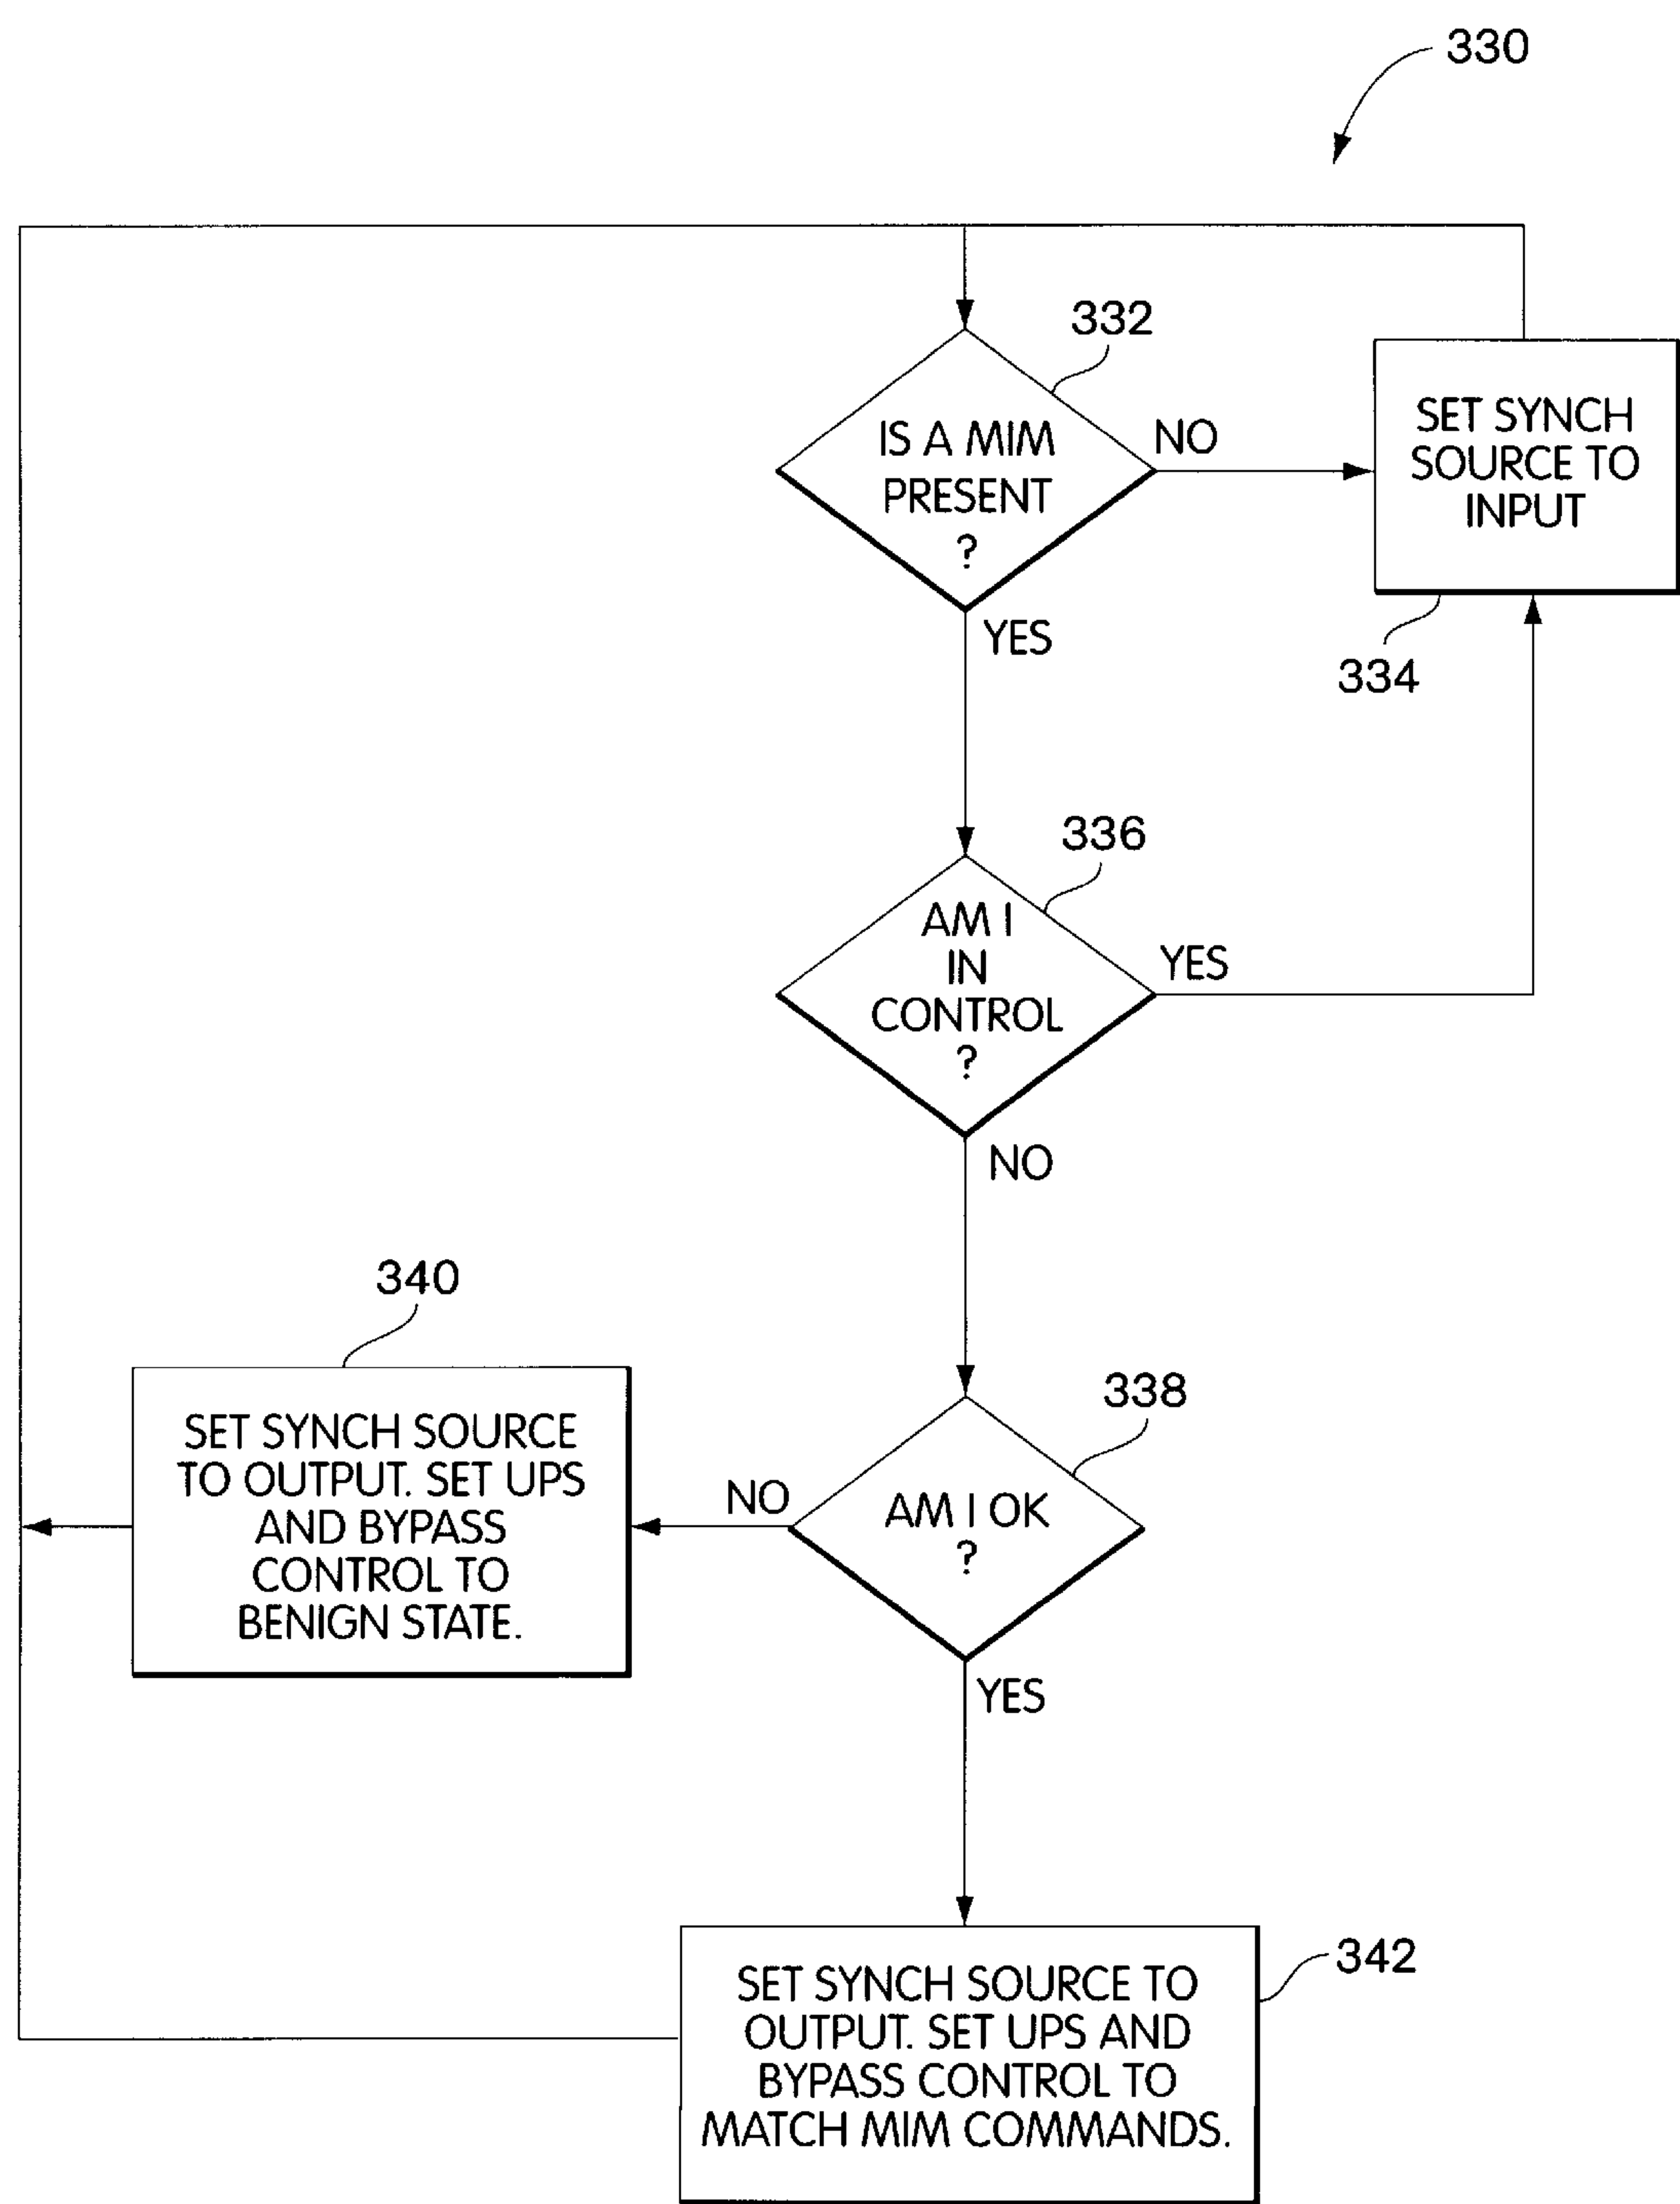 330
332
IS A MIM
PRESENT
?
NO
YES
SET SYNCH
SOURCE TO
INPUT
334
336
AM I
IN
CONTROL
?
YES
NO
340
SET SYNCH SOURCE
TO OUTPUT. SET UPS
AND BYPASS
CONTROL TO
BENIGN STATE.
338
NO
AM I OK
?
YES
342
SET SYNCH SOURCE TO
OUTPUT. SET UPS AND
BYPASS CONTROL TO
MATCH MIM COMMANDS.